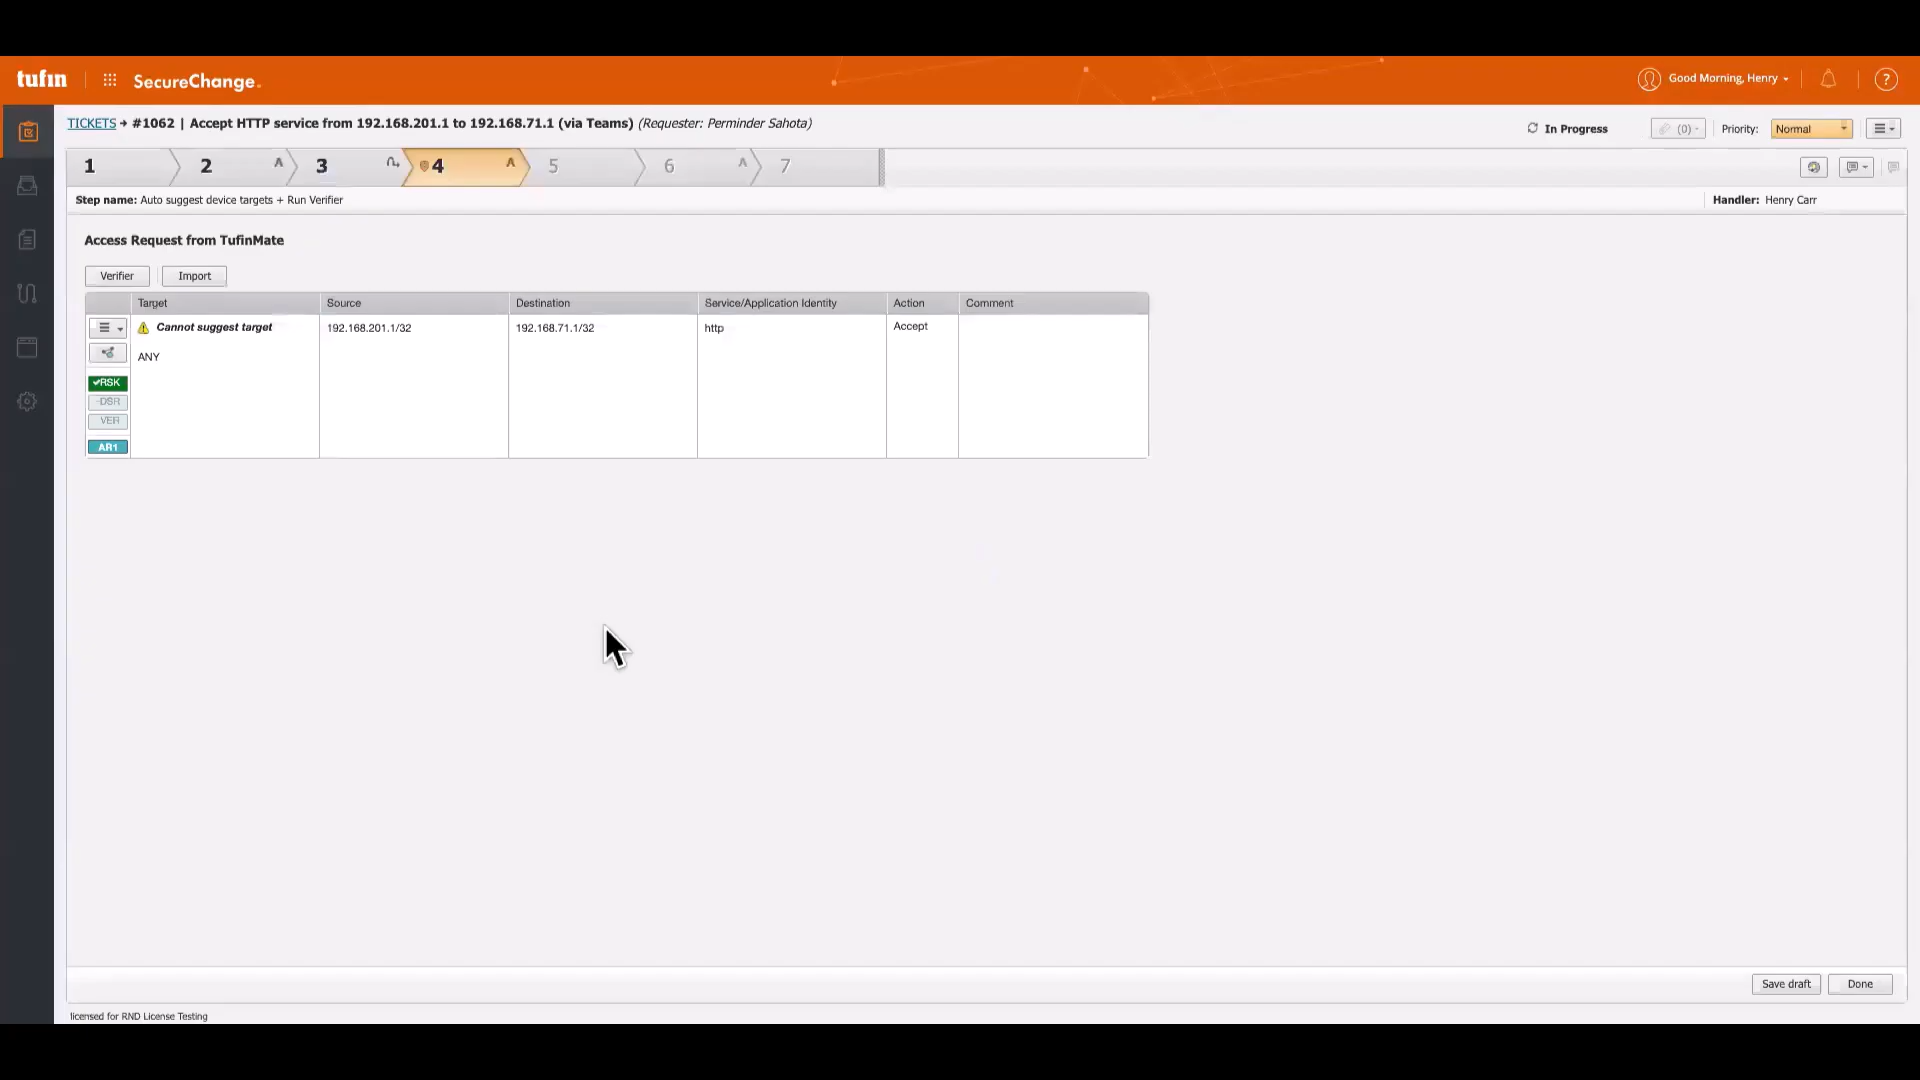 tufin SecureChange. Good Morning, Henry ?
TICKETS → #1062 | Accept HTTP service from 192.168.201.1 to 192.168.71.1 (via Teams) (Requester: Perminder Sahota) In Progress (0) Priority: Normal
1 2 3 4 5 6 7
Step name: Auto suggest device targets + Run Verifier Handler: Henry Carr
Access Request from TufinMate
Verifier Import
Target Source Destination Service/Application Identity Action Comment
Cannot suggest target 192.168.201.1/32 192.168.71.1/32 http Accept
ANY
RSK
DSR
VER
AR1
Save draft Done
licensed for RND License Testing